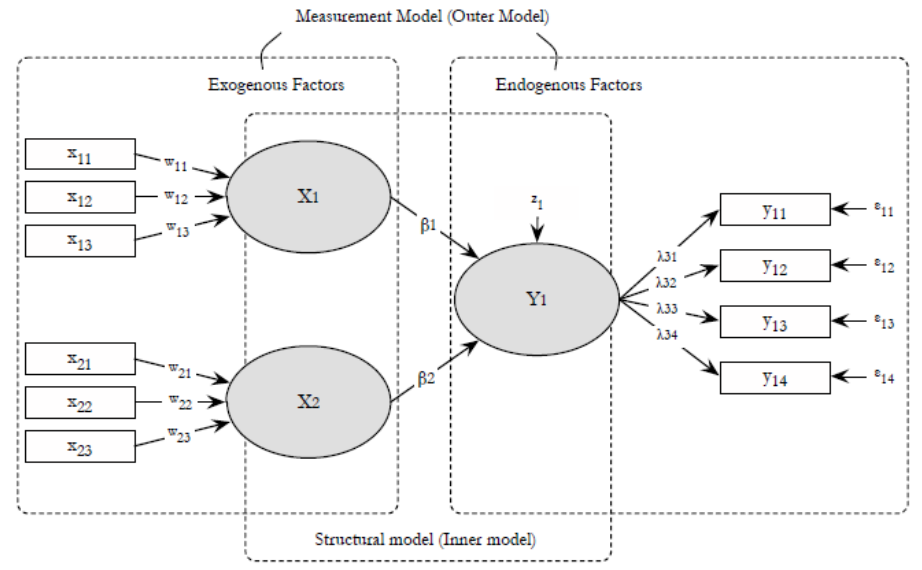 Measurement Model (Outer Model)
Exogenous Factors
Endogenous Factors
x11
w11
X1
x12
w12
x13
w13
β1
z1
y11
ε11
λ31
y12
ε12
λ32
Y1
λ33
y13
ε13
λ34
y14
ε14
x21
w21
X2
x22
w22
x23
w23
β2
Structural model (Inner model)